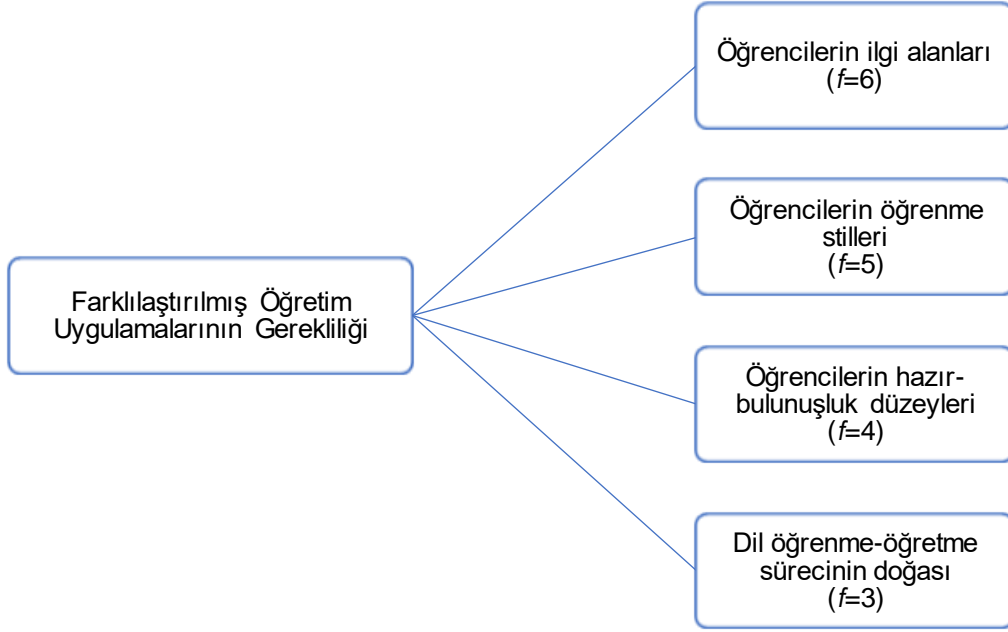 Öğrencilerin ilgi alanları
(f=6)
Öğrencilerin öğrenme
stilleri
(f=5)
Farklılaştırılmış Öğretim
Uygulamalarının Gerekliliği
Öğrencilerin hazır-
bulunuşluk düzeyleri
(f=4)
Dil öğrenme-öğretme
sürecinin doğası
(f=3)